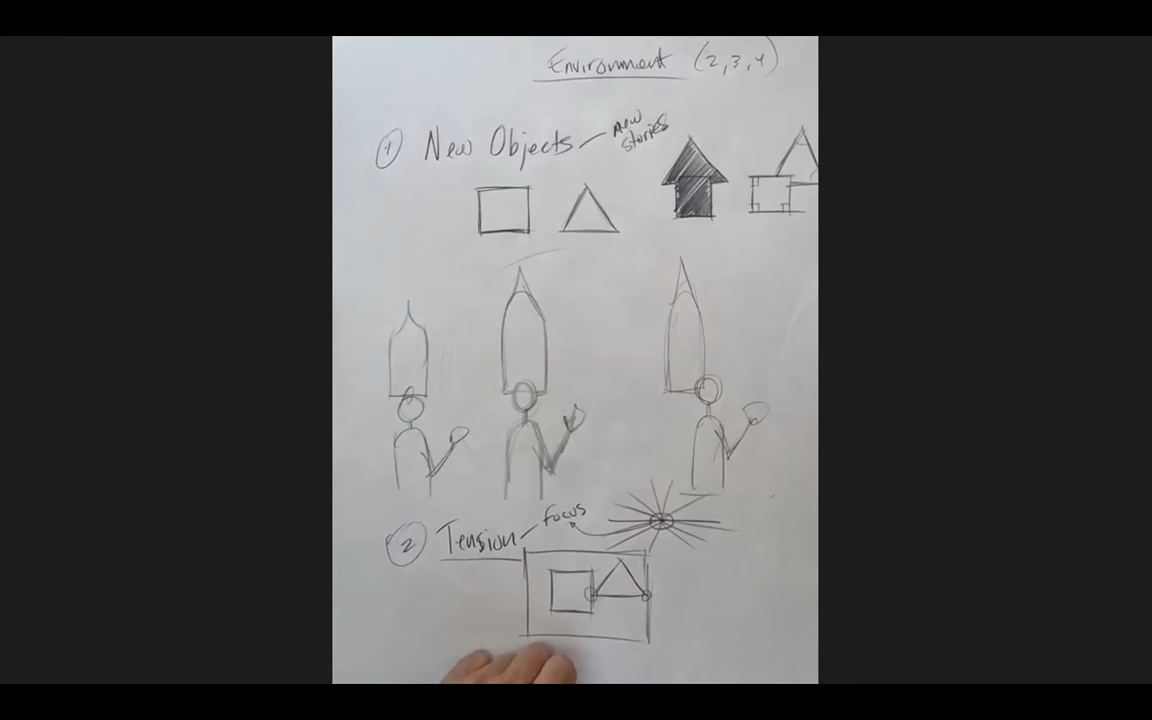 Environment (2,3,4)
1 New Objects – new
stories
2 Tension – focus